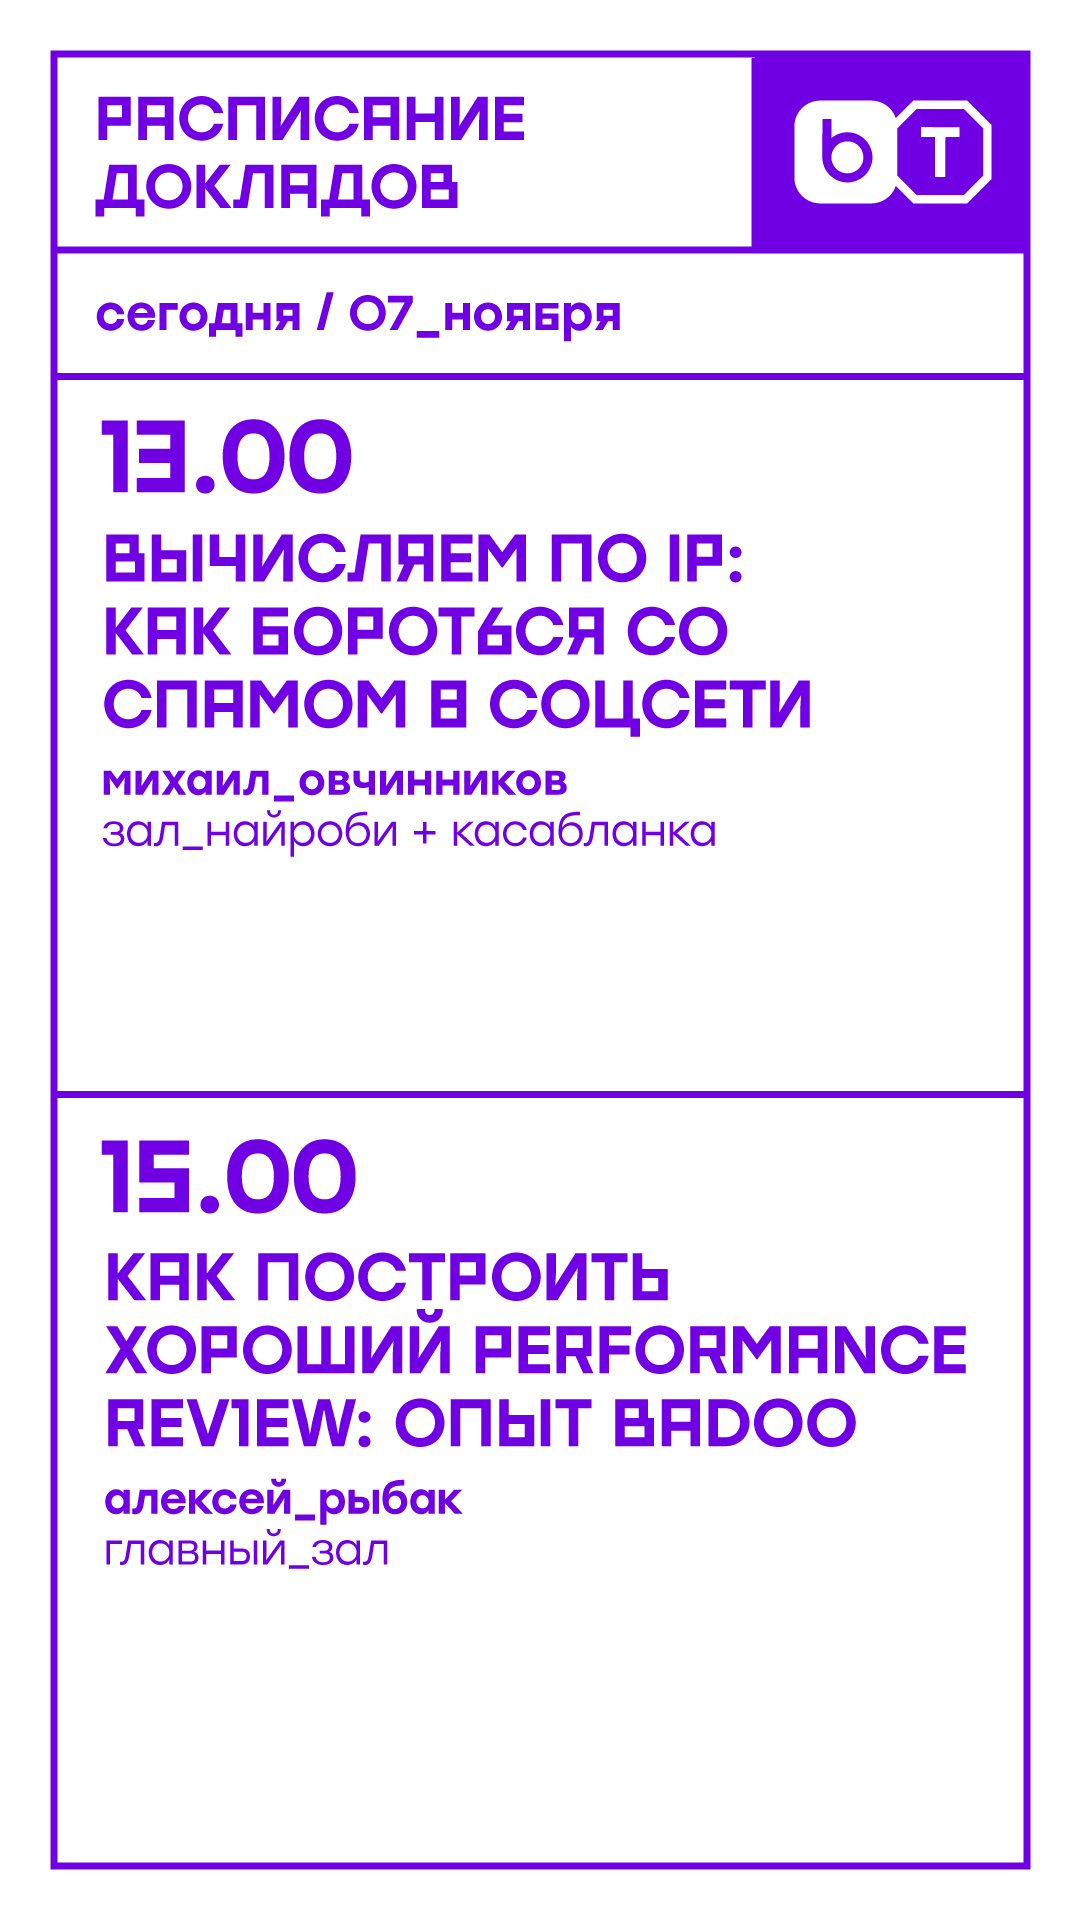 РАСПИСАНИЕ
ДОКЛАДОВ
bT
сегодня / 07_ноября
13.00
ВЫЧИСЛЯЕМ ПО IP:
КАК БОРОТЬСЯ СО
СПАМОМ В СОЦСЕТИ
михаил_овчинников
зал_найроби + касабланка
15.00
КАК ПОСТРОИТЬ
ХОРОШИЙ PERFORMANCE
REVIEW: ОПЫТ BADOO
алексей_рыбак
главный_зал